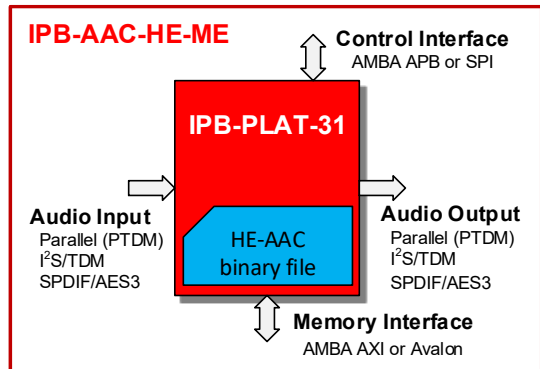 IPB-AAC-HE-ME
Control Interface
AMBA APB or SPI
IPB-PLAT-31
Audio Input
Parallel (PTDM)
I²S/TDM
SPDIF/AES3
HE-AAC
binary file
Audio Output
Parallel (PTDM)
I²S/TDM
SPDIF/AES3
Memory Interface
AMBA AXI or Avalon